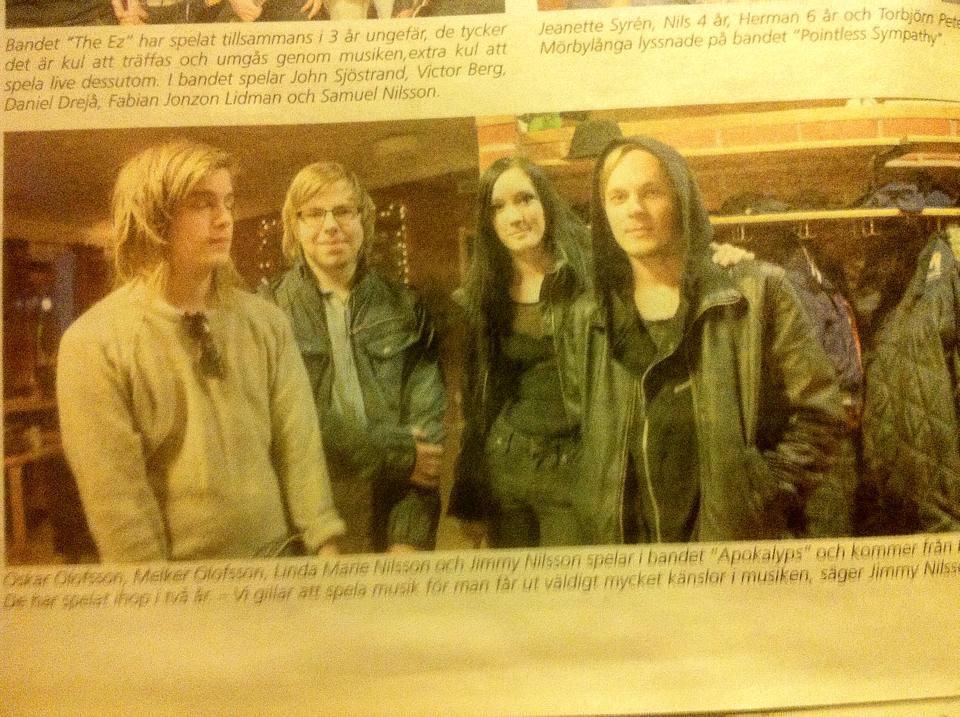 Bandet "The Ez" har spelat tillsammans i 3 år ungefär, de tycker
det är kul att träffas och umgås genom musiken,extra kul att
spela live dessutom. I bandet spelar John Sjöstrand, Victor Berg,
Daniel Drejå, Fabian Jonzon Lidman och Samuel Nilsson.
Jeanette Syrén, Nils 4 år, Herman 6 år och Torbjörn
Mörbylånga lyssnade på bandet "Pointless Sympathy".
Oskar Olofsson, Melker Olofsson, Linda Marie Nilsson och Jimmy Nilsson spelar i bandet "Apokalyps" och kommer från
De har spelat ihop i två år. – Vi gillar att spela musik för man får ut väldigt mycket känslor i musiken, säger Jimmy